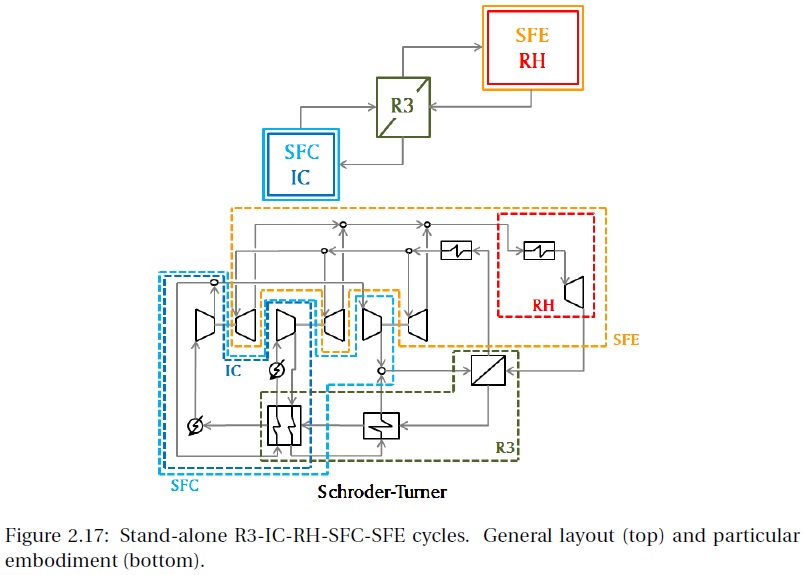 SFE
RH
R3
SFC
IC
RH
SFE
IC
R3
SFC
Schroder-Turner
Figure 2.17: Stand-alone R3-IC-RH-SFC-SFE cycles. General layout (top) and particular
embodiment (bottom).